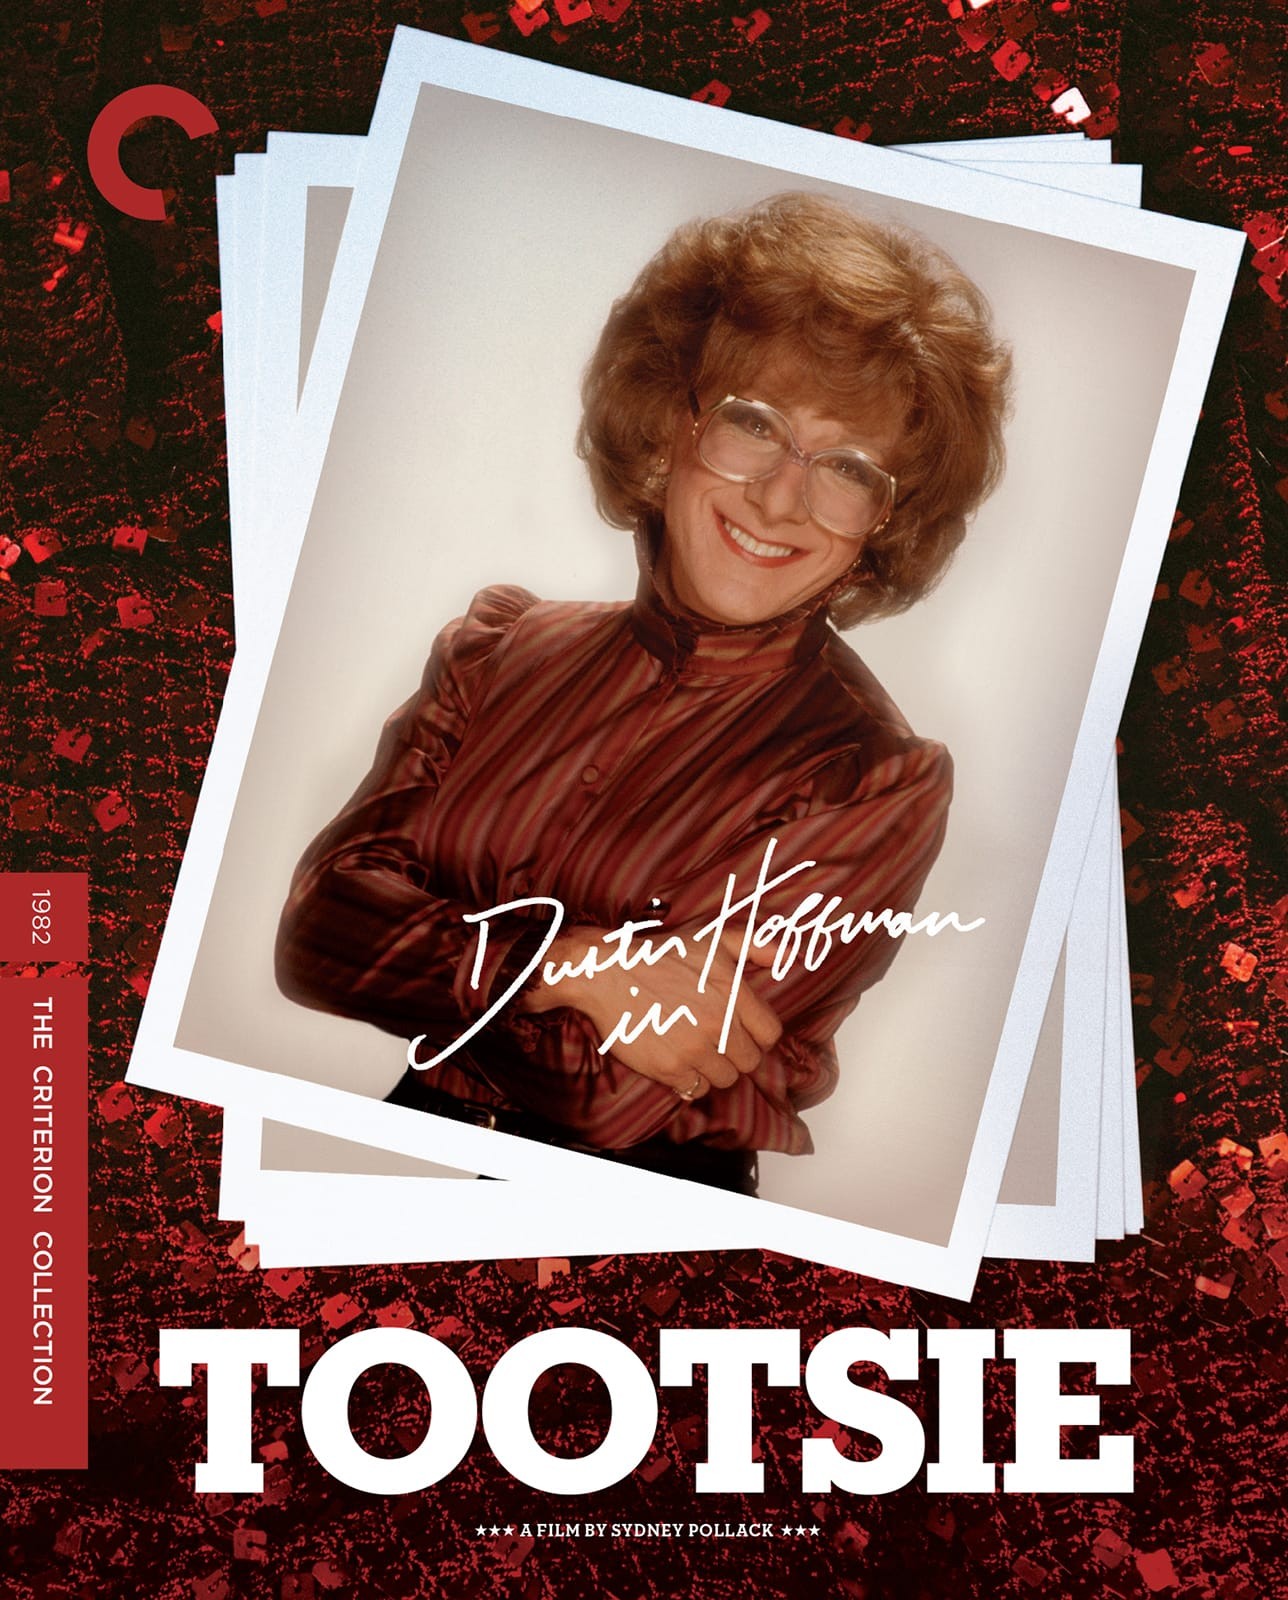 1982
THE CRITERION COLLECTION
Dustin Hoffman
in
TOOTSIE
★★★ A FILM BY SYDNEY POLLACK ★★★